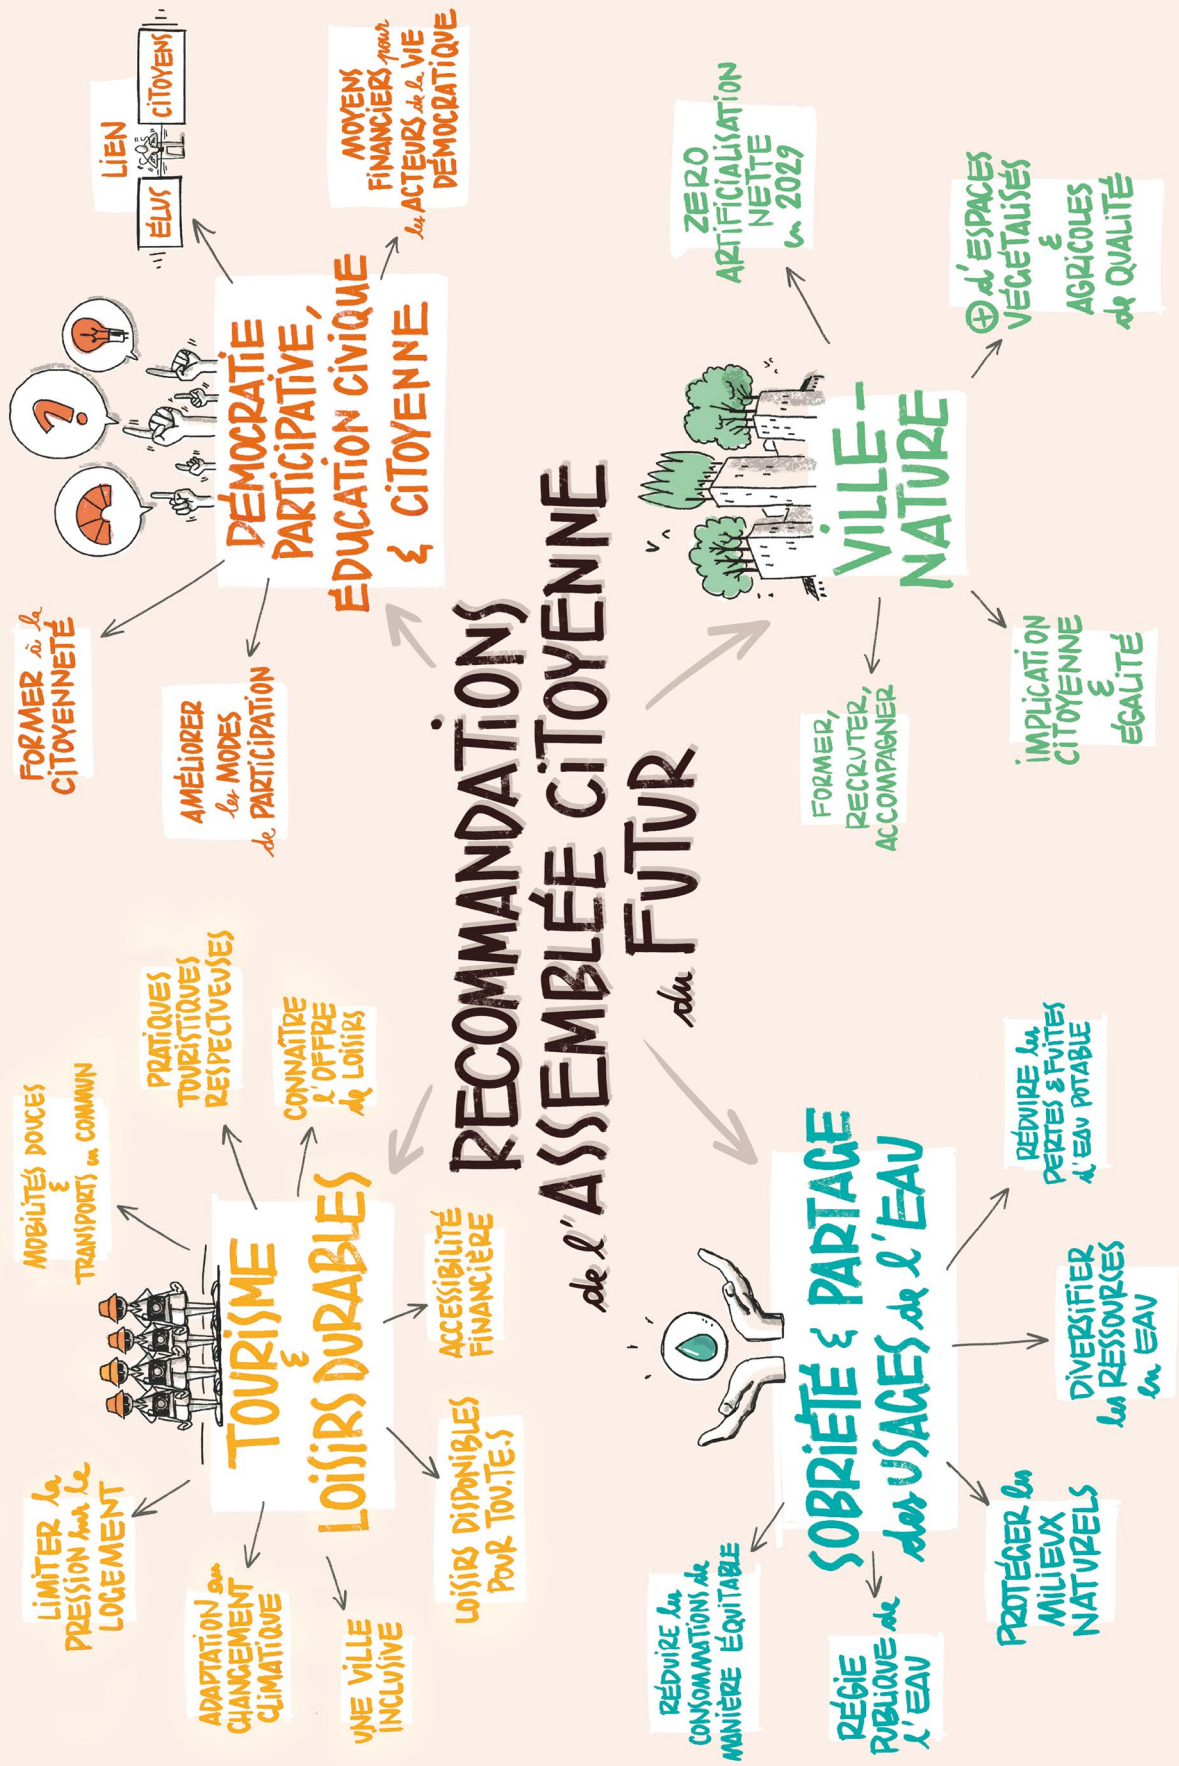 RECOMMANDATIONS
de l'ASSEMBLÉE CiTOYENNE
du FUTUR
TOURISME
&
LOiSiRS DURABLES
LIMITER la
PRESSION sur le
LOGEMENT
MOBILITÉS DOUCES
&
TRANSPORTS en COMMUN
PRATIQUES
TOURISTIQUES
RESPECTUEUSES
CONNAÎTRE
l'OFFRE
de LOISIRS
ADAPTATION au
CHANGEMENT
CLIMATIQUE
UNE VILLE
INCLUSIVE
LOISIRS DISPONIBLES
POUR TOU.TE.S
ACCESSIBILITÉ
FINANCIÈRE
DÉMOCRATIE
PARTICIPATIVE,
ÉDUCATION CIVIQUE
& CITOYENNE
?
FORMER à la
CITOYENNETÉ
AMÉLIORER
les MODES
de PARTICIPATION
LIEN
ÉLUS
CITOYENS
MOYENS
FINANCIERS pour
les ACTEURS de la VIE
DÉMOCRATIQUE
SOBRIÉTÉ & PARTAGE
des USAGES de l'EAU
RÉDUIRE les
CONSOMMATIONS de
MANIÈRE ÉQUITABLE
RÉGIE
PUBLIQUE de
l'EAU
PROTÉGER les
MILIEUX
NATURELS
DIVERSIFIER
les RESSOURCES
en EAU
RÉDUIRE les
PERTES & FUITES
d'EAU POTABLE
VILLE-
NATURE
FORMER,
RECRUTER,
ACCOMPAGNER
IMPLICATION
CITOYENNE
&
ÉGALITÉ
ZERO
ARTIFICIALISATION
NETTE
en 2029
+ d'ESPACES
VÉGÉTALISÉS
&
AGRICOLES
de QUALITÉ